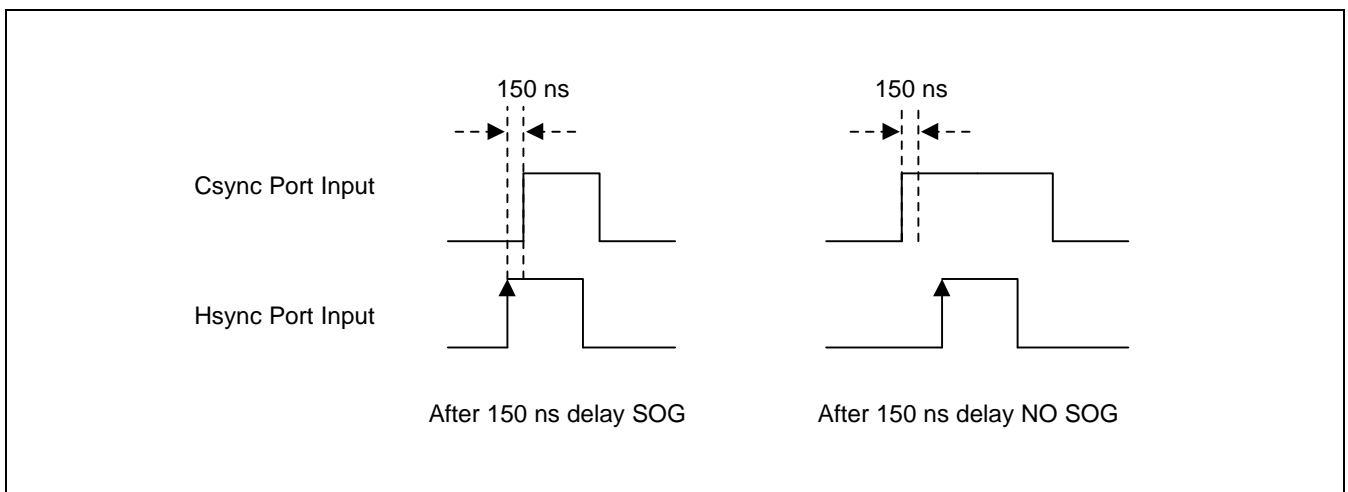 150 ns 150 ns
Csync Port Input
Hsync Port Input
After 150 ns delay SOG After 150 ns delay NO SOG